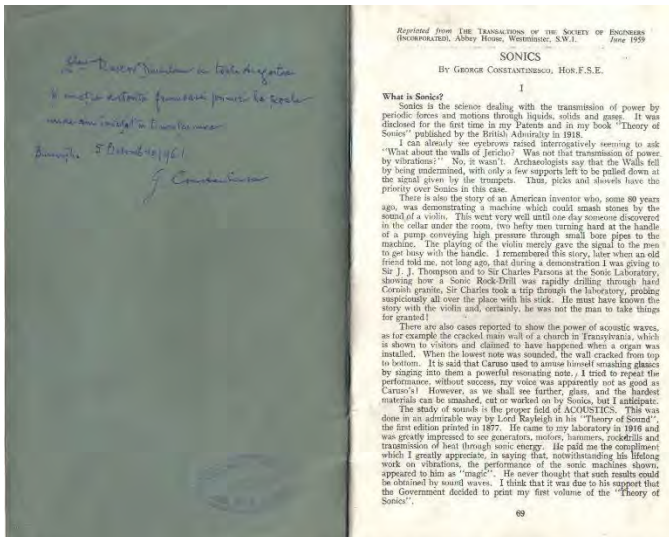 cu toată dragostea
unde am
5 Decembrie 1961
G Constantinescu
Reprinted from THE TRANSACTIONS OF THE SOCIETY OF ENGINEERS
(INCORPORATED), Abbey House, Westminster, S.W.1. June 1959
SONICS
BY GEORGE CONSTANTINESCO, HON.F.S.E.
I
What is Sonics?
Sonics is the science dealing with the transmission of power by
periodic forces and motions through liquids, solids and gases. It was
disclosed for the first time in my Patents and in my book "Theory of
Sonics" published by the British Admiralty in 1918.
I can already see eyebrows raised interrogatively seeming to ask
"What about the walls of Jericho? Was not that transmission of power
by vibrations?" No, it wasn't. Archaeologists say that the Walls fell
by being undermined, with only a few supports left to be pulled down at
the signal given by the trumpets. Thus, picks and shovels have the
priority over Sonics in this case.
There is also the story of an American inventor who, some 80 years
ago, was demonstrating a machine which could smash stones by the
sound of a violin. This went very well until one day someone discovered
in the cellar under the room, two hefty men turning hard at the handle
of a pump conveying high pressure through small bore pipes to the
machine. The playing of the violin merely gave the signal to the men
to get busy with the handle. I remembered this story, later when an old
friend told me, not long ago, that during a demonstration I was giving to
Sir J. J. Thompson and to Sir Charles Parsons at the Sonic Laboratory,
showing how a Sonic Rock-Drill was rapidly drilling through hard
Cornish granite, Sir Charles took a trip through the laboratory, probing
suspiciously all over the place with his stick. He must have known the
story with the violin and, certainly, he was not the man to take things
for granted!
There are also cases reported to show the power of acoustic waves,
as for example the cracked main wall of a church in Transylvania, which
is shown to visitors and claimed to have happened when a organ was
installed. When the lowest note was sounded, the wall cracked from top
to bottom. It is said that Caruso used to amuse himself smashing glasses
by singing into them a powerful resonating note. I tried to repeat the
performance, without success, my voice was apparently not as good as
Caruso's! However, as we shall see further, glass, and the hardest
materials can be smashed, cut or worked on by Sonics, but I anticipate.
The study of sounds is the proper field of ACOUSTICS. This was
done in an admirable way by Lord Rayleigh in his "Theory of Sound",
the first edition printed in 1877. He came to my laboratory in 1916 and
was greatly impressed to see generators, motors, hammers, rockdrills and
transmission of heat through sonic energy. He paid me the compliment
which I greatly appreciate, in saying that, notwithstanding his lifelong
work on vibrations, the performance of the sonic machines shown,
appeared to him as "magic". He never thought that such results could
be obtained by sound waves. I think that it was due to his support that
the Government decided to print my first volume of the "Theory of
Sonics".
69